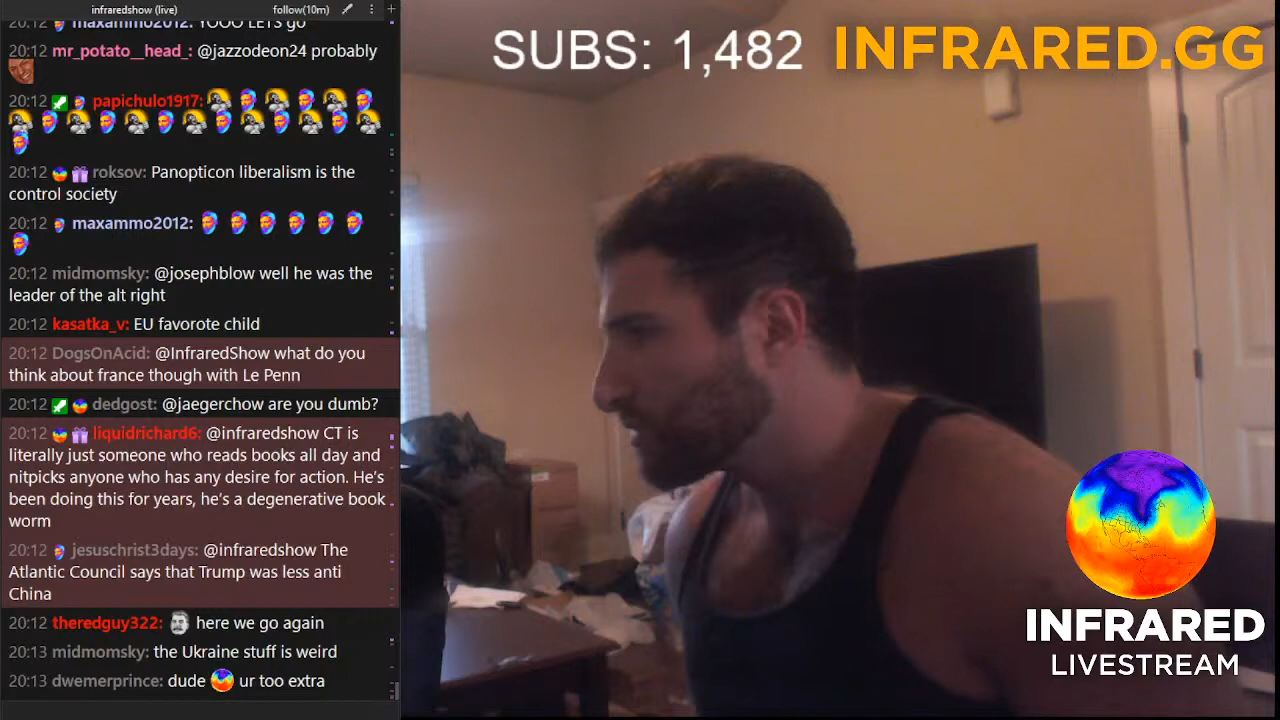 infraredshow (live)
follow(10m)
20:12 maxammo2012: YOOO LETS go
20:12 mr_potato__head_: @jazzodeon24 probably
20:12 papichulo1917:
20:12 roksov: Panopticon liberalism is the
control society
20:12 maxammo2012:
20:12 midmomsky: @josephblow well he was the
leader of the alt right
20:12 kasatka_v: EU favorote child
20:12 DogsOnAcid: @InfraredShow what do you
think about france though with Le Penn
20:12 dedgost: @jaegerchow are you dumb?
20:12 liquidrichard6: @infraredshow CT is
literally just someone who reads books all day and
nitpicks anyone who has any desire for action. He's
been doing this for years, he's a degenerative book
worm
20:12 jesuschrist3days: @infraredshow The
Atlantic Council says that Trump was less anti
China
20:12 theredguy322: here we go again
20:13 midmomsky: the Ukraine stuff is weird
20:13 dwemerprince: dude ur too extra
SUBS: 1,482
INFRARED.GG
INFRARED
LIVESTREAM